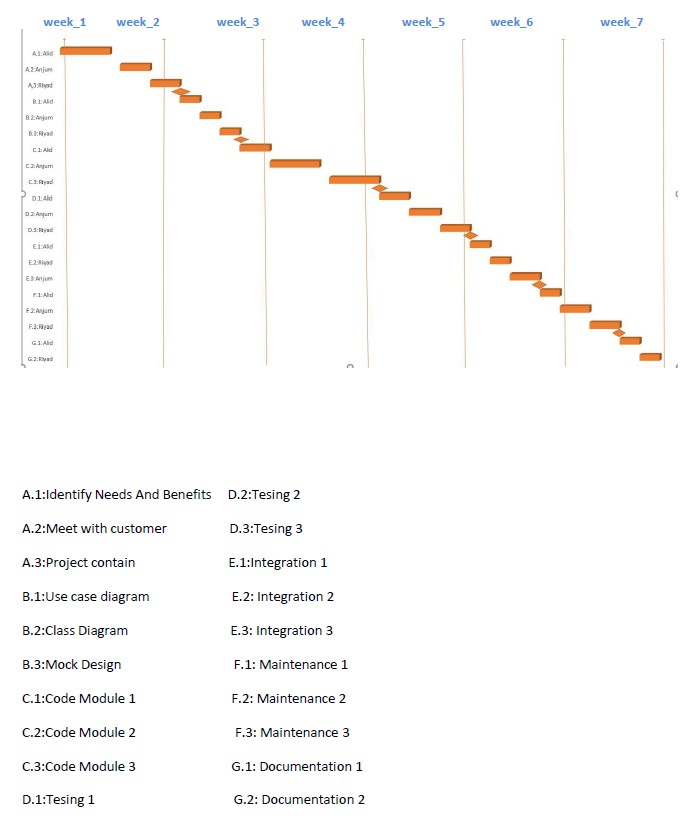 week_1 week_2 week_3 week_4 week_5 week_6 week_7
A.1:Alid
A.2:Anjum
A.3:Riyad
B.1:Alid
B.2:Anjum
B.3:Riyad
C.1:Alid
C.2:Anjum
C.3:Riyad
D.1:Alid
D.2:Anjum
D.3:Riyad
E.1:Alid
E.2:Riyad
E.3:Anjum
F.1:Alid
F.2:Anjum
F.3:Riyad
G.1:Alid
G.2:Riyad
A.1:Identify Needs And Benefits D.2:Tesing 2
A.2:Meet with customer D.3:Tesing 3
A.3:Project contain E.1:Integration 1
B.1:Use case diagram E.2: Integration 2
B.2:Class Diagram E.3: Integration 3
B.3:Mock Design F.1: Maintenance 1
C.1:Code Module 1 F.2: Maintenance 2
C.2:Code Module 2 F.3: Maintenance 3
C.3:Code Module 3 G.1: Documentation 1
D.1:Tesing 1 G.2: Documentation 2